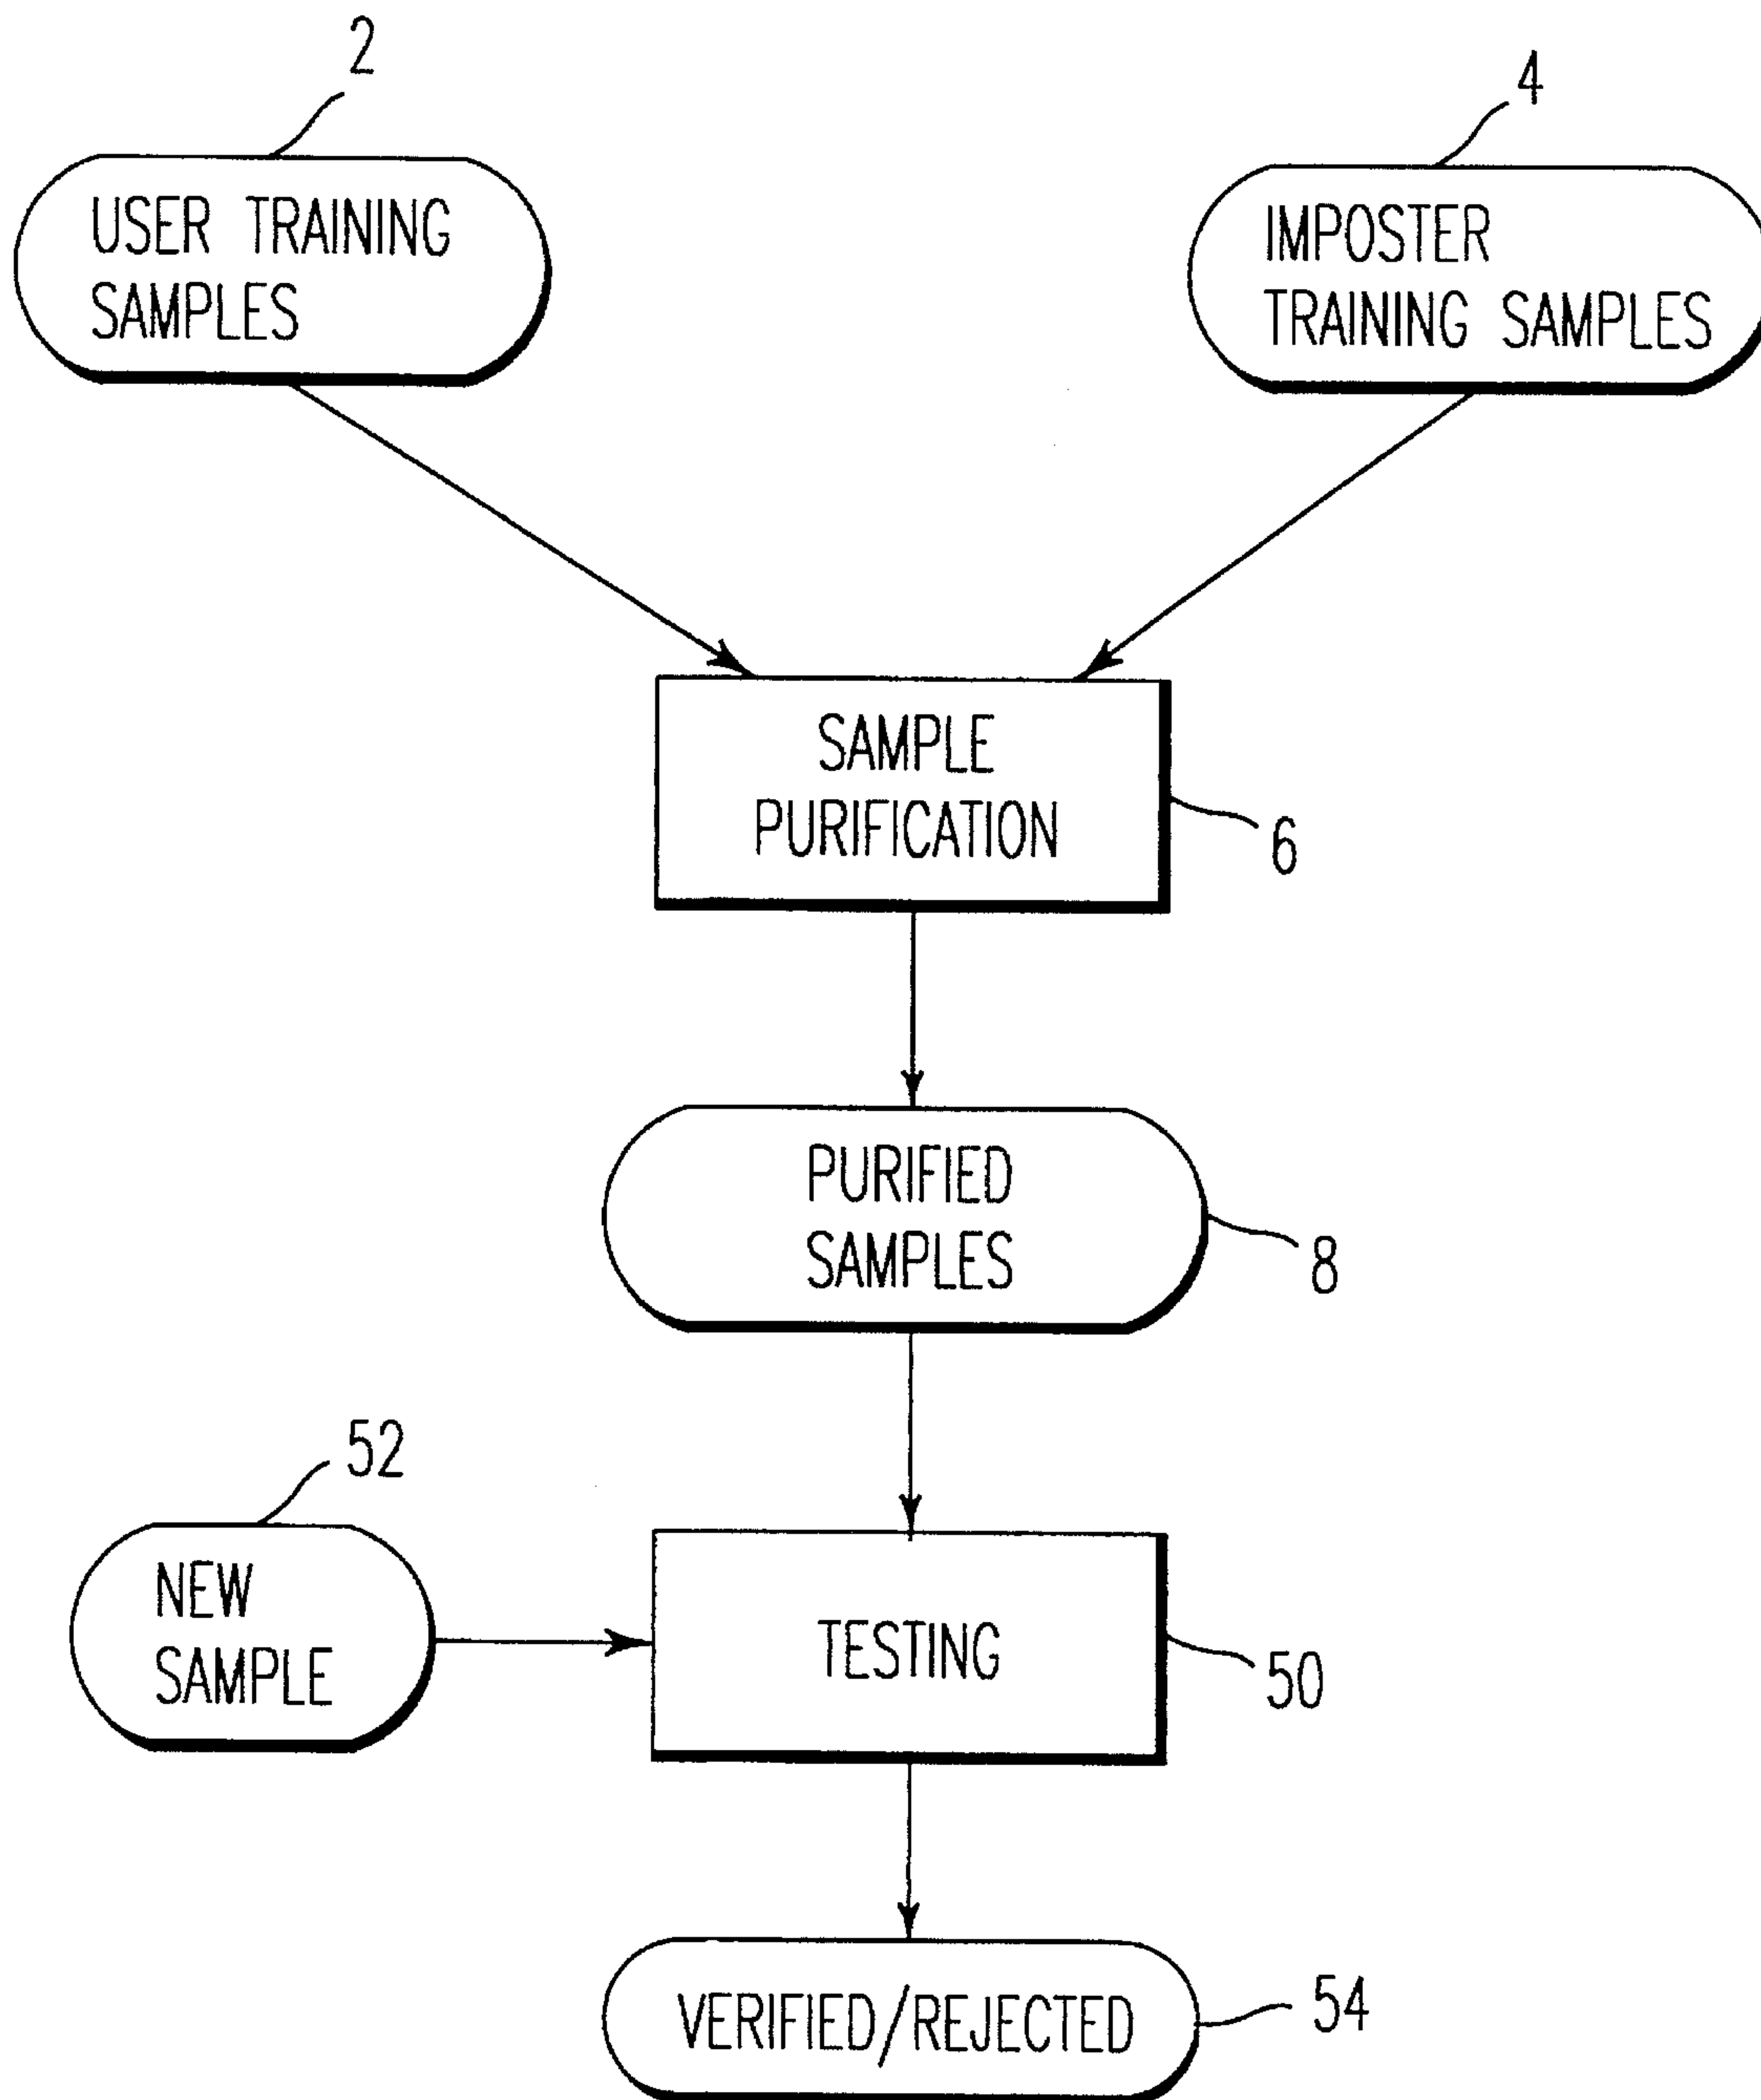 2
4
USER TRAINING
SAMPLES
IMPOSTER
TRAINING SAMPLES
SAMPLE
PURIFICATION
6
PURIFIED
SAMPLES
8
52
NEW
SAMPLE
TESTING
50
VERIFIED/REJECTED
54